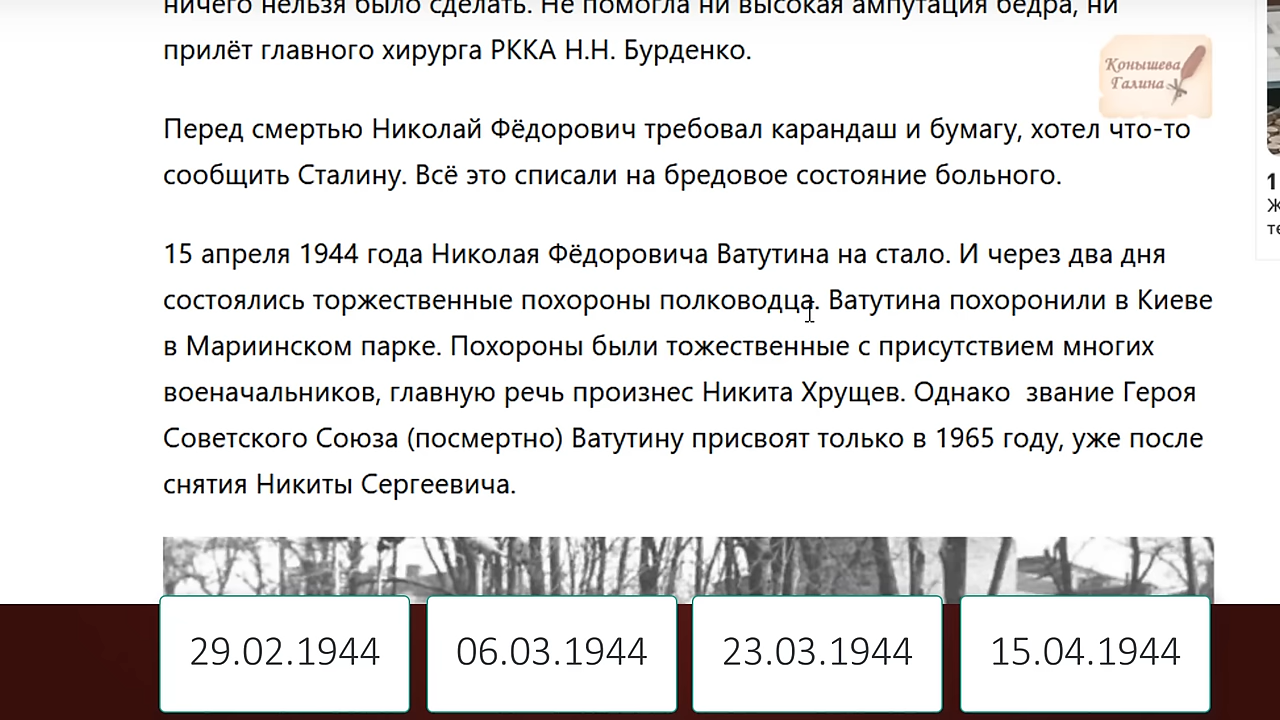 ничего нельзя было сделать. Не помогла ни высокая ампутация бедра, ни
прилёт главного хирурга РККА Н.Н. Бурденко.
Конышева
Галина
Перед смертью Николай Фёдорович требовал карандаш и бумагу, хотел что-то
сообщить Сталину. Всё это списали на бредовое состояние больного.
15 апреля 1944 года Николая Фёдоровича Ватутина на стало. И через два дня
состоялись торжественные похороны полководца. Ватутина похоронили в Киеве
в Мариинском парке. Похороны были тожественные с присутствием многих
военачальников, главную речь произнес Никита Хрущев. Однако  звание Героя
Советского Союза (посмертно) Ватутину присвоят только в 1965 году, уже после
снятия Никиты Сергеевича.
29.02.1944
06.03.1944
23.03.1944
15.04.1944